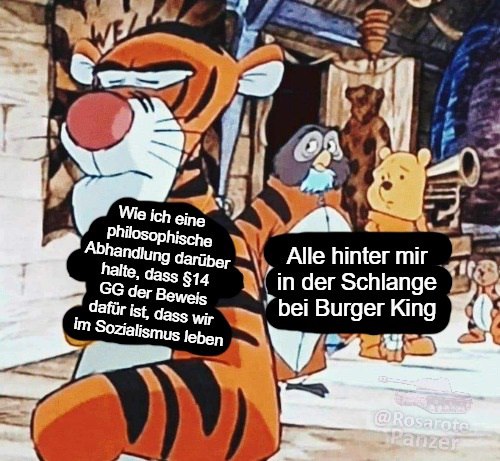 WEL
Wie ich eine
philosophische
Abhandlung darüber
halte, dass §14
GG der Beweis
dafür ist, dass wir
im Sozialismus leben
Alle hinter mir
in der Schlange
bei Burger King
@Rosarote
Panzer